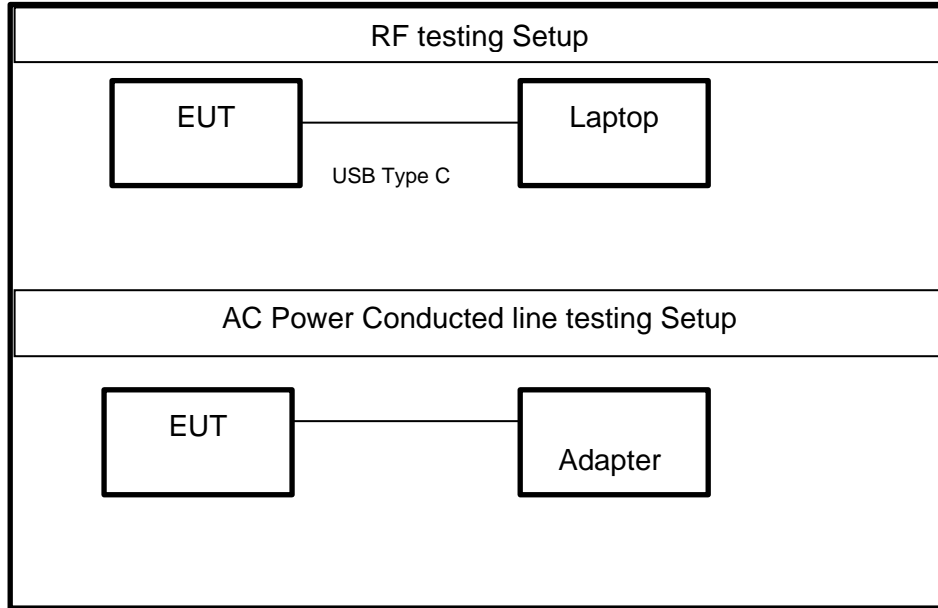 RF testing Setup
EUT
Laptop
USB Type C
AC Power Conducted line testing Setup
EUT
Adapter